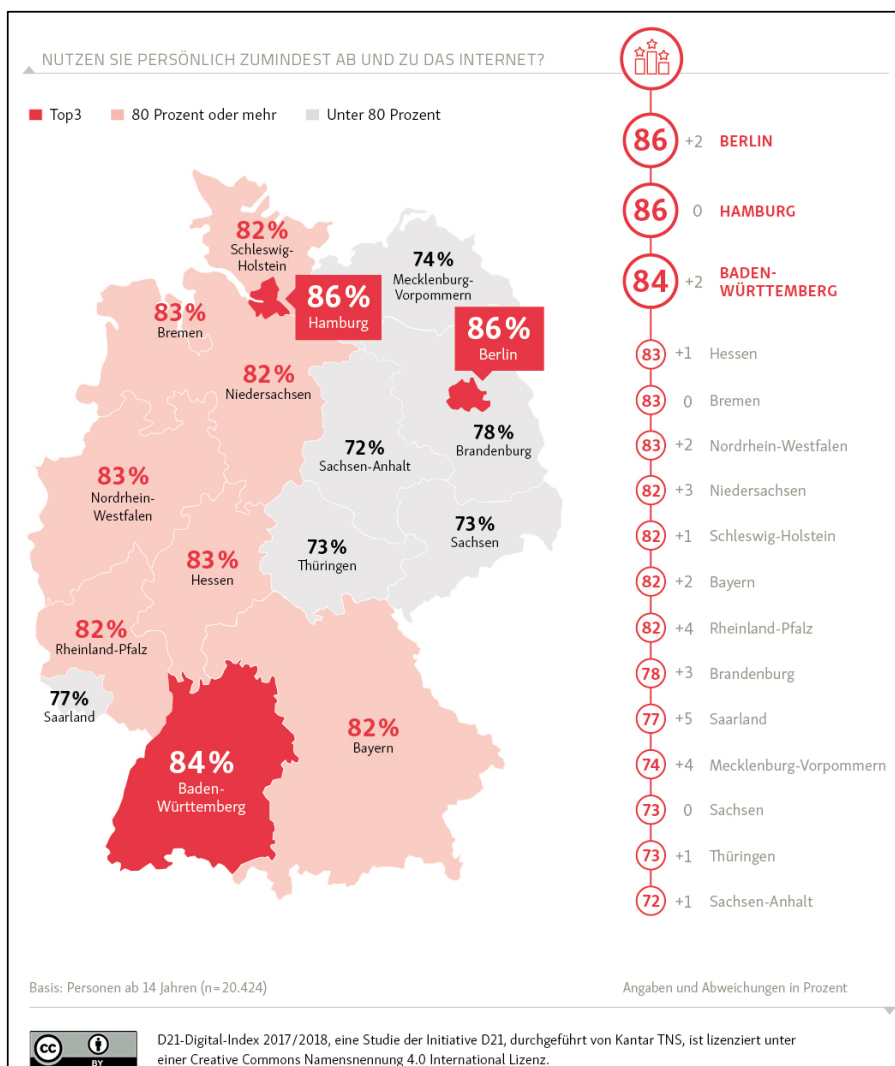 NUTZEN SIE PERSÖNLICH ZUMINDEST AB UND ZU DAS INTERNET?
Top3
80 Prozent oder mehr
Unter 80 Prozent
82%
Schleswig-
Holstein
74%
Mecklenburg-
Vorpommern
86%
Hamburg
83%
Bremen
86%
Berlin
82%
Niedersachsen
78%
Brandenburg
72%
Sachsen-Anhalt
83%
Nordrhein-
Westfalen
73%
Sachsen
73%
Thüringen
83%
Hessen
82%
Rheinland-Pfalz
77%
Saarland
82%
Bayern
84%
Baden-
Württemberg
86 +2 BERLIN
86 0 HAMBURG
84 +2 BADEN-
WÜRTTEMBERG
83 +1 Hessen
83 0 Bremen
83 +2 Nordrhein-Westfalen
82 +3 Niedersachsen
82 +1 Schleswig-Holstein
82 +2 Bayern
82 +4 Rheinland-Pfalz
78 +3 Brandenburg
77 +5 Saarland
74 +4 Mecklenburg-Vorpommern
73 0 Sachsen
73 +1 Thüringen
72 +1 Sachsen-Anhalt
Basis: Personen ab 14 Jahren (n=20.424)
Angaben und Abweichungen in Prozent
cc
BY
D21-Digital-Index 2017/2018, eine Studie der Initiative D21, durchgeführt von Kantar TNS, ist lizenziert unter
einer Creative Commons Namensnennung 4.0 International Lizenz.